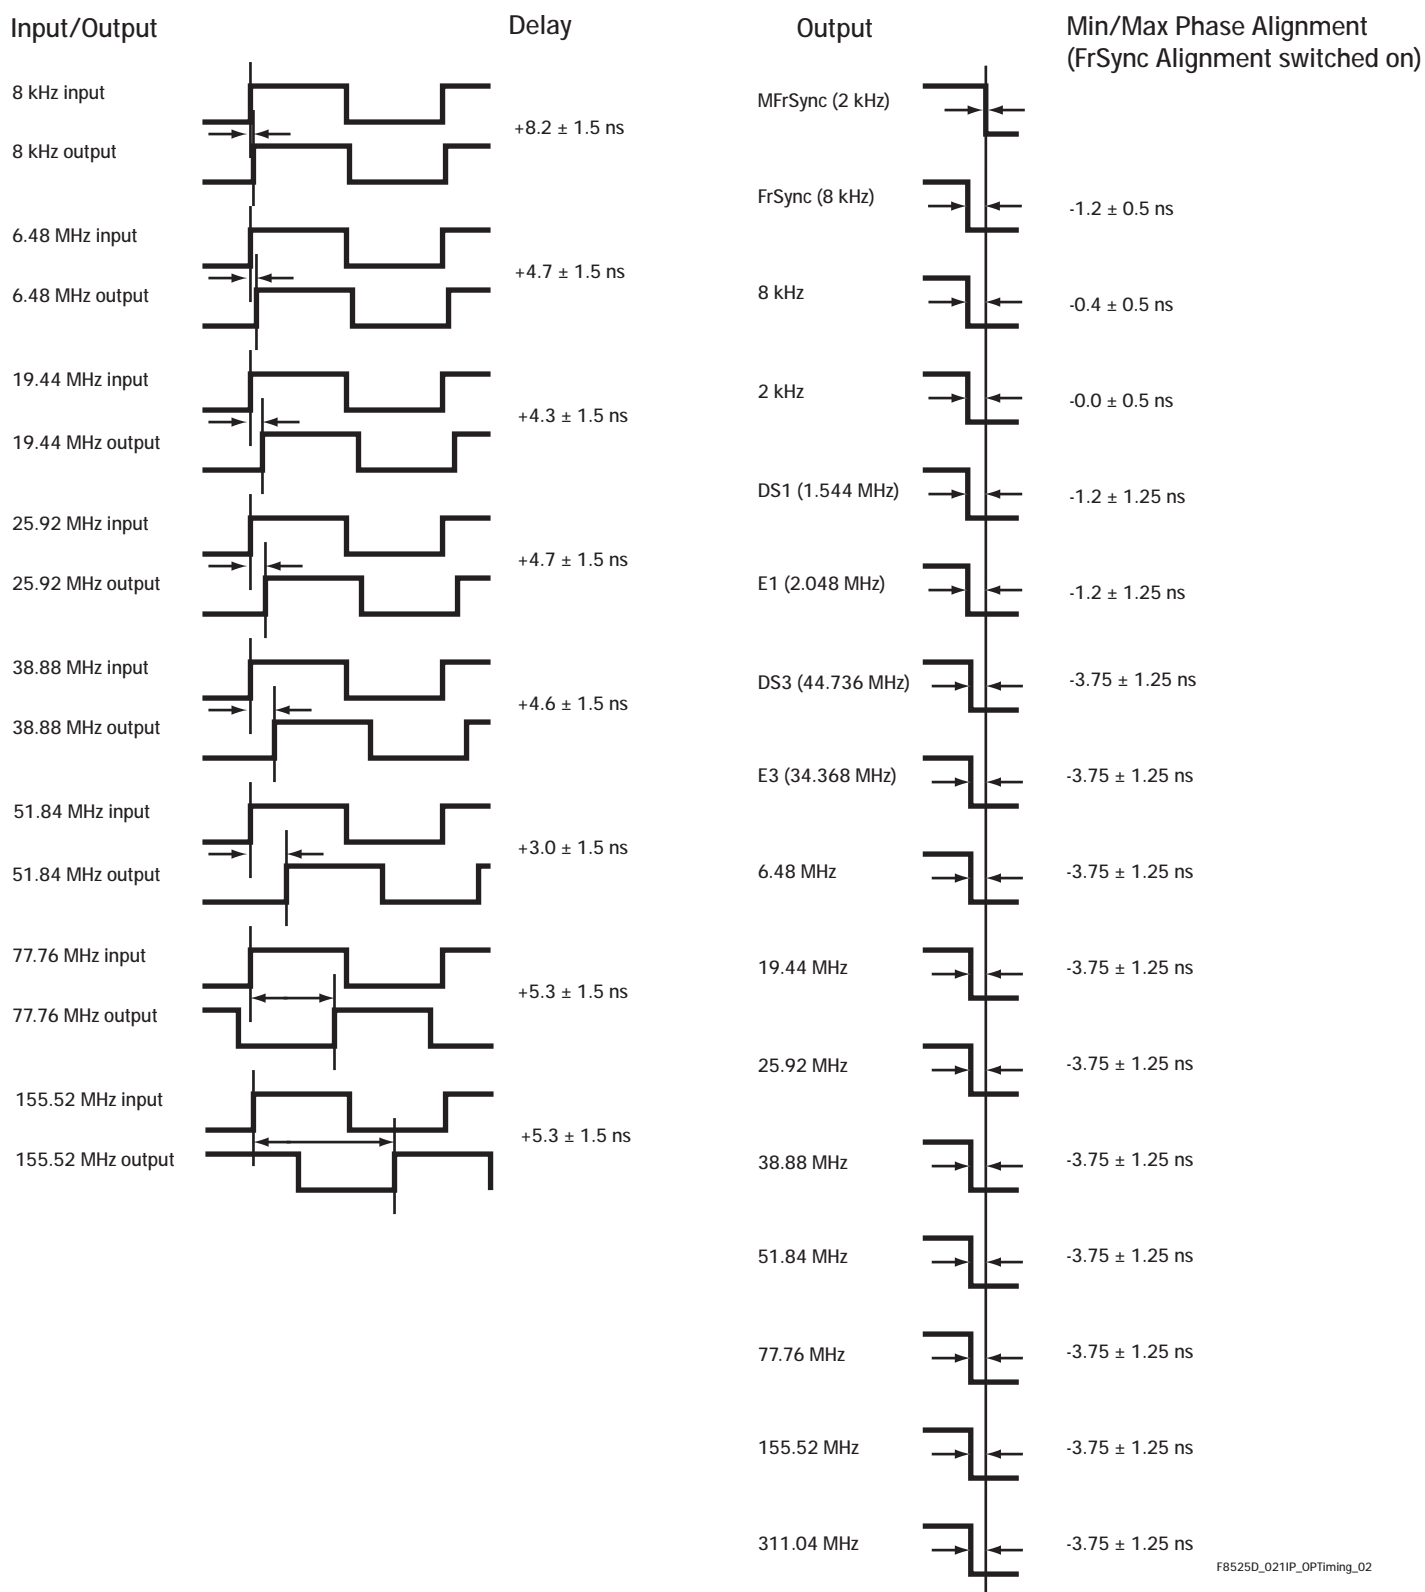 Input/Output
Delay
8 kHz input
8 kHz output
+8.2 ± 1.5 ns
6.48 MHz input
6.48 MHz output
+4.7 ± 1.5 ns
19.44 MHz input
19.44 MHz output
+4.3 ± 1.5 ns
25.92 MHz input
25.92 MHz output
+4.7 ± 1.5 ns
38.88 MHz input
38.88 MHz output
+4.6 ± 1.5 ns
51.84 MHz input
51.84 MHz output
+3.0 ± 1.5 ns
77.76 MHz input
77.76 MHz output
+5.3 ± 1.5 ns
155.52 MHz input
155.52 MHz output
+5.3 ± 1.5 ns
Output
Min/Max Phase Alignment
(FrSync Alignment switched on)
MFrSync (2 kHz)
FrSync (8 kHz)
-1.2 ± 0.5 ns
8 kHz
-0.4 ± 0.5 ns
2 kHz
-0.0 ± 0.5 ns
DS1 (1.544 MHz)
-1.2 ± 1.25 ns
E1 (2.048 MHz)
-1.2 ± 1.25 ns
DS3 (44.736 MHz)
-3.75 ± 1.25 ns
E3 (34.368 MHz)
-3.75 ± 1.25 ns
6.48 MHz
-3.75 ± 1.25 ns
19.44 MHz
-3.75 ± 1.25 ns
25.92 MHz
-3.75 ± 1.25 ns
38.88 MHz
-3.75 ± 1.25 ns
51.84 MHz
-3.75 ± 1.25 ns
77.76 MHz
-3.75 ± 1.25 ns
155.52 MHz
-3.75 ± 1.25 ns
311.04 MHz
-3.75 ± 1.25 ns
F8525D_021IP_OPTiming_02